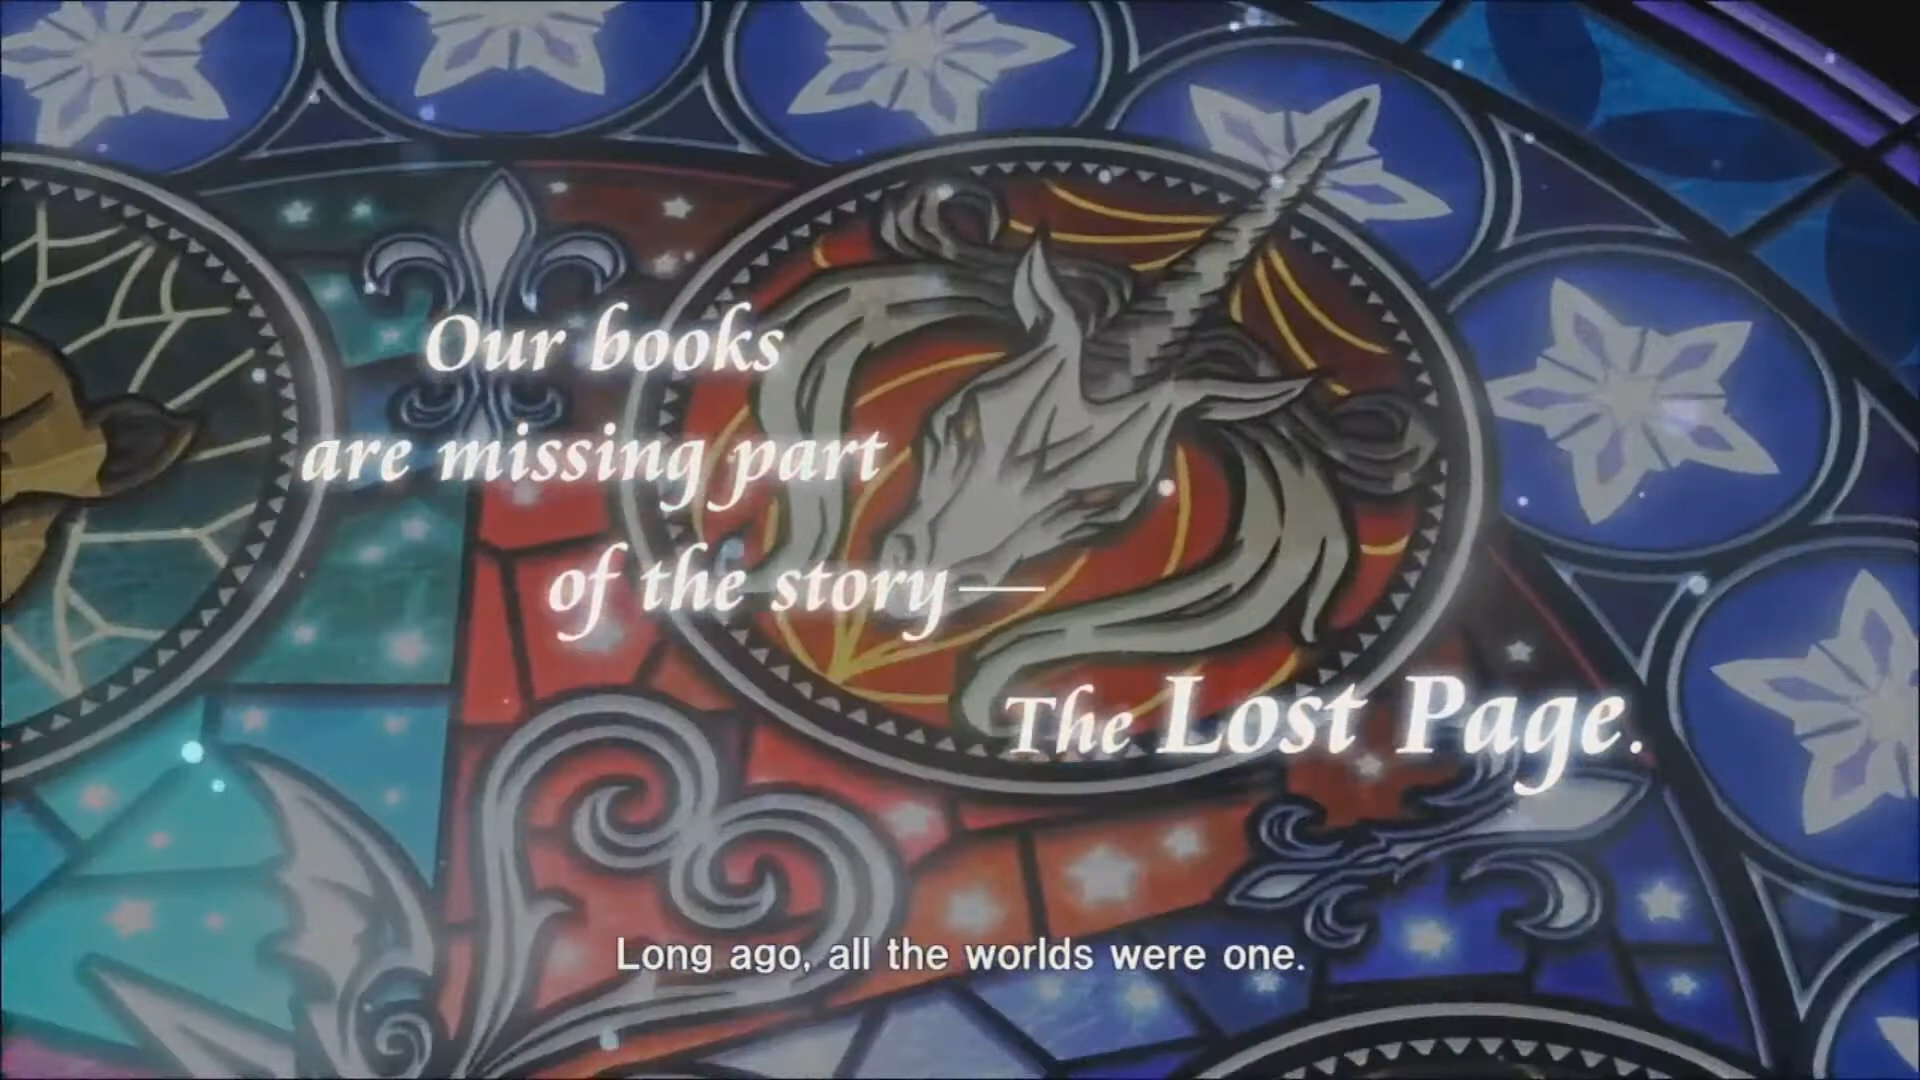 Our books
are missing part
of the story—
The Lost Page.
Long ago, all the worlds were one.